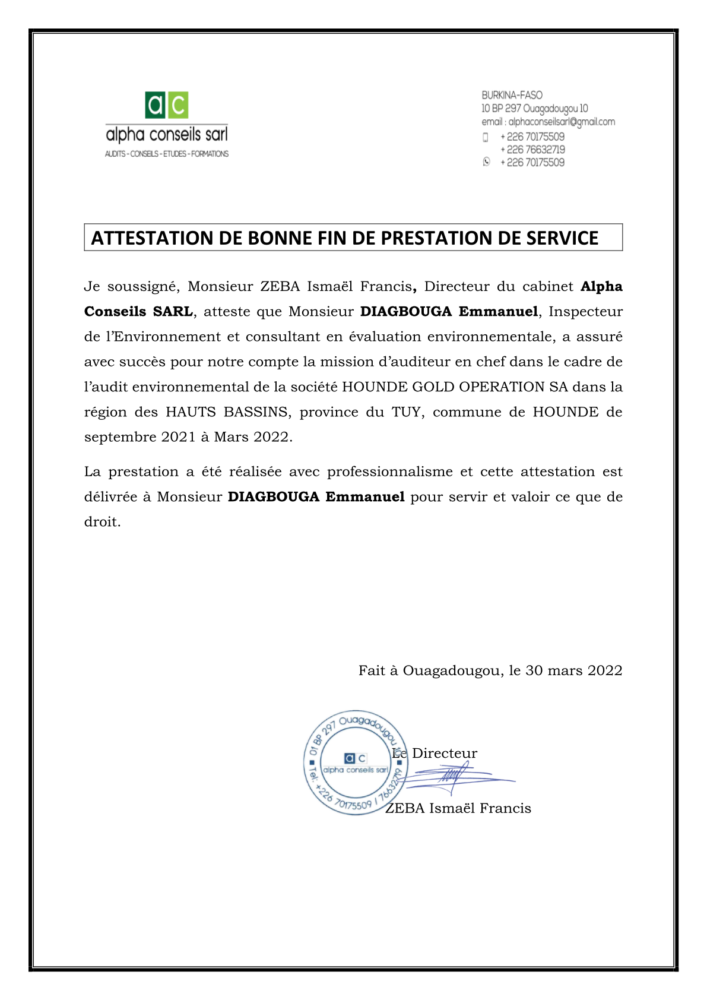 ac
alpha conseils sarl
AUDITS - CONSEILS - ETUDES - FORMATIONS
BURKINA-FASO
10 BP 297 Ouagadougou 10
email : alphaconseilsarl@gmail.com
+ 226 70175509
+ 226 76632719
+ 226 70175509
ATTESTATION DE BONNE FIN DE PRESTATION DE SERVICE
Je soussigné, Monsieur ZEBA Ismaël Francis, Directeur du cabinet Alpha
Conseils SARL, atteste que Monsieur DIAGBOUGA Emmanuel, Inspecteur
de l’Environnement et consultant en évaluation environnementale, a assuré
avec succès pour notre compte la mission d’auditeur en chef dans le cadre de
l’audit environnemental de la société HOUNDE GOLD OPERATION SA dans la
région des HAUTS BASSINS, province du TUY, commune de HOUNDE de
septembre 2021 à Mars 2022.
La prestation a été réalisée avec professionnalisme et cette attestation est
délivrée à Monsieur DIAGBOUGA Emmanuel pour servir et valoir ce que de
droit.
Fait à Ouagadougou, le 30 mars 2022
01 BP 297 Ouagadougou 10
ac
alpha conseils sarl
Tel: +226 70175509 / 76632719
Le Directeur
ZEBA Ismaël Francis